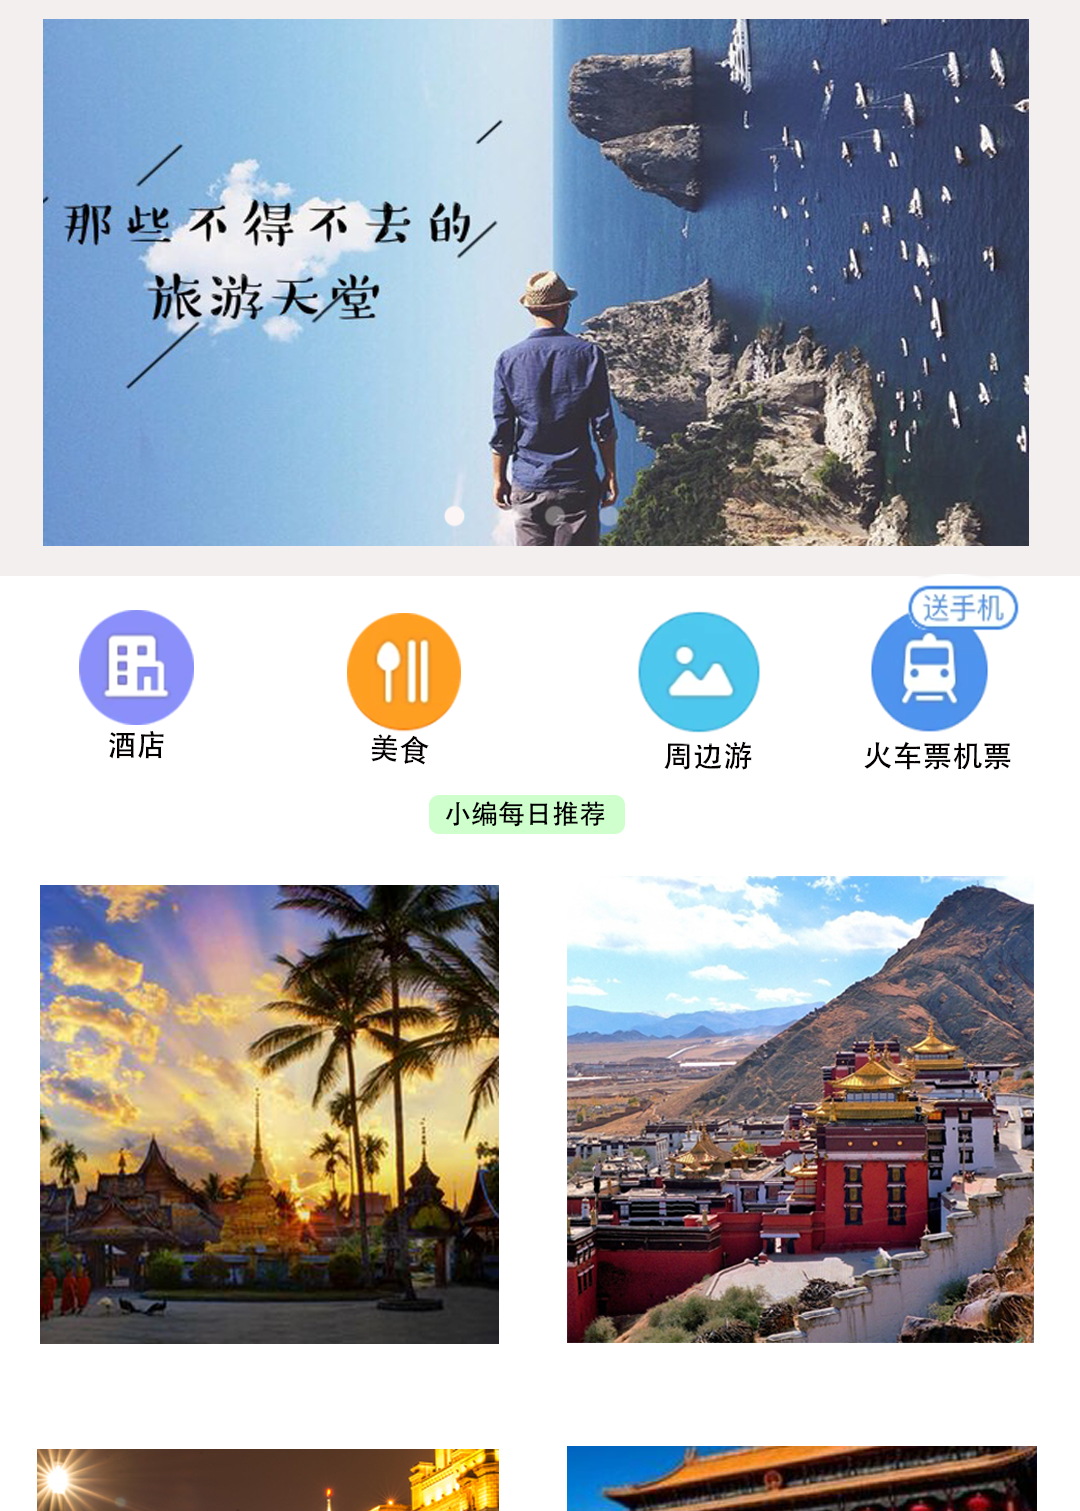 那些不得不去的
旅游天堂
送手机
酒店
美食
周边游
火车票机票
小编每日推荐